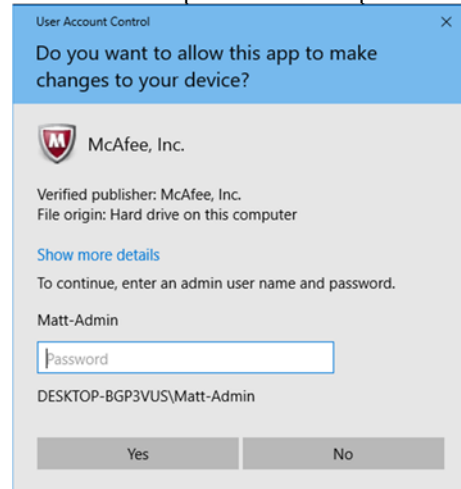 User Account Control
Do you want to allow this app to make
changes to your device?
McAfee, Inc.
Verified publisher: McAfee, Inc.
File origin: Hard drive on this computer
Show more details
To continue, enter an admin user name and password.
Matt-Admin
Password
DESKTOP-BGP3VUS\Matt-Admin
Yes
No